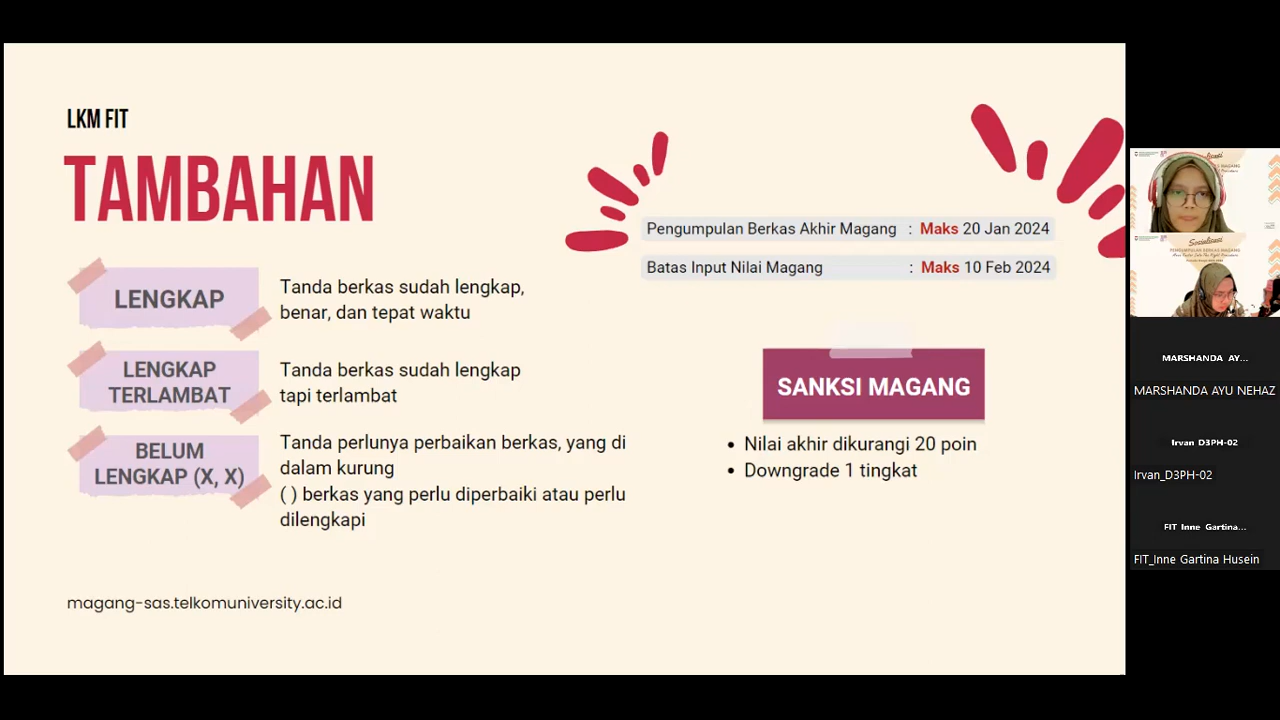 LKM FIT
TAMBAHAN
LENGKAP
Tanda berkas sudah lengkap,
benar, dan tepat waktu
LENGKAP
TERLAMBAT
Tanda berkas sudah lengkap
tapi terlambat
BELUM
LENGKAP (X, X)
Tanda perlunya perbaikan berkas, yang di
dalam kurung
( ) berkas yang perlu diperbaiki atau perlu
dilengkapi
magang-sas.telkomuniversity.ac.id
Pengumpulan Berkas Akhir Magang : Maks 20 Jan 2024
Batas Input Nilai Magang : Maks 10 Feb 2024
SANKSI MAGANG
• Nilai akhir dikurangi 20 poin
• Downgrade 1 tingkat
Sosialisasi
PENGUMPULAN BERKAS MAGANG
MARSHANDA AY...
MARSHANDA AYU NEHAZ
Irvan D3PH-02
Irvan_D3PH-02
FIT Inne Gartina...
FIT_Inne Gartina Husein